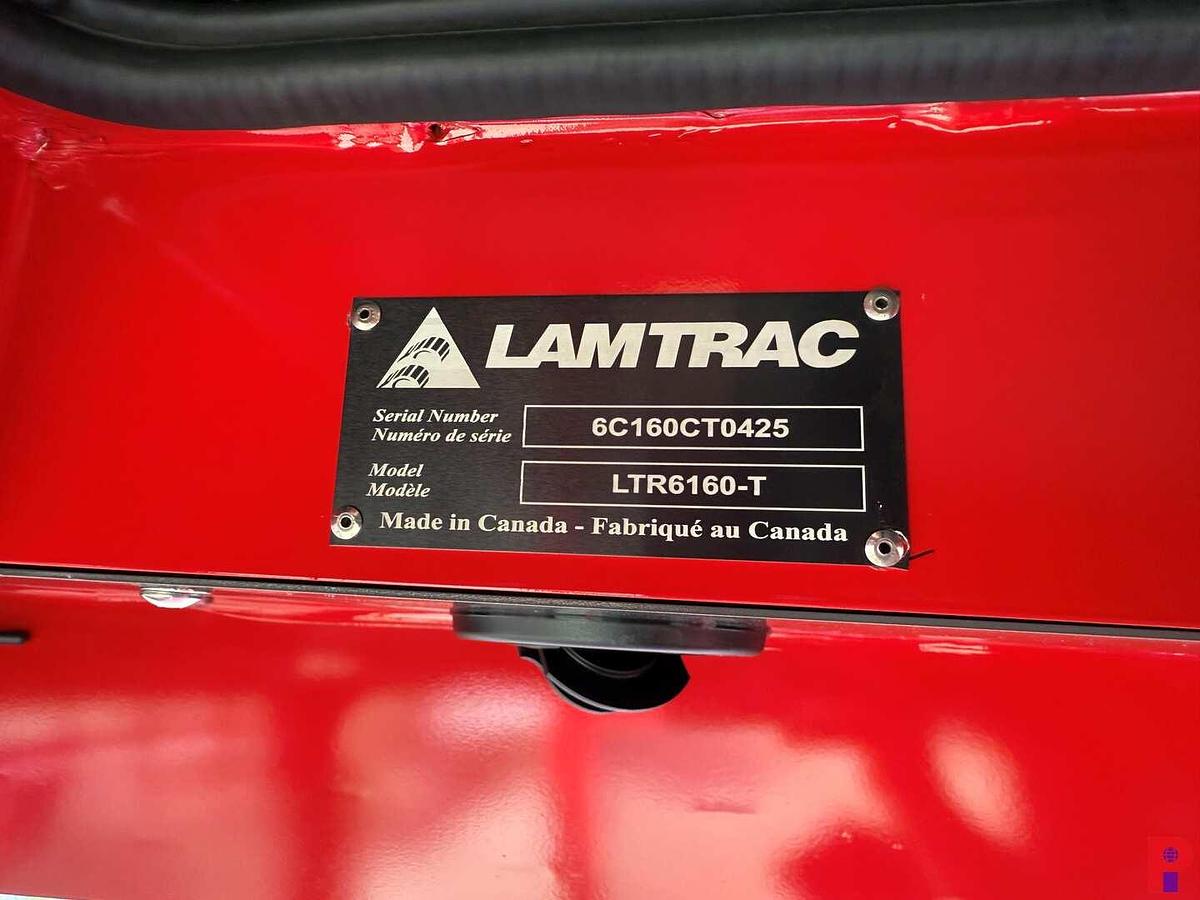 LAMTRAC
Serial Number
Numéro de série
6C160CT0425
Model
Modèle
LTR6160-T
Made in Canada - Fabriqué au Canada